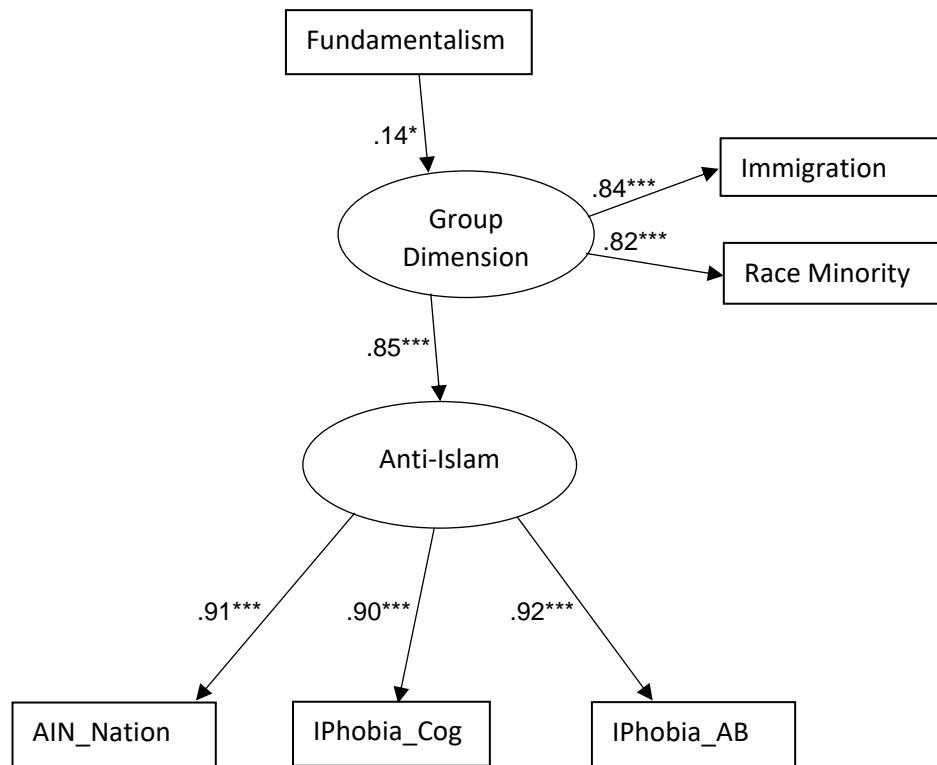 Fundamentalism
.14*
Immigration
.84***
Group
Dimension
.82***
Race Minority
.85***
Anti-Islam
.91***
.90***
.92***
AIN_Nation
IPhobia_Cog
IPhobia_AB